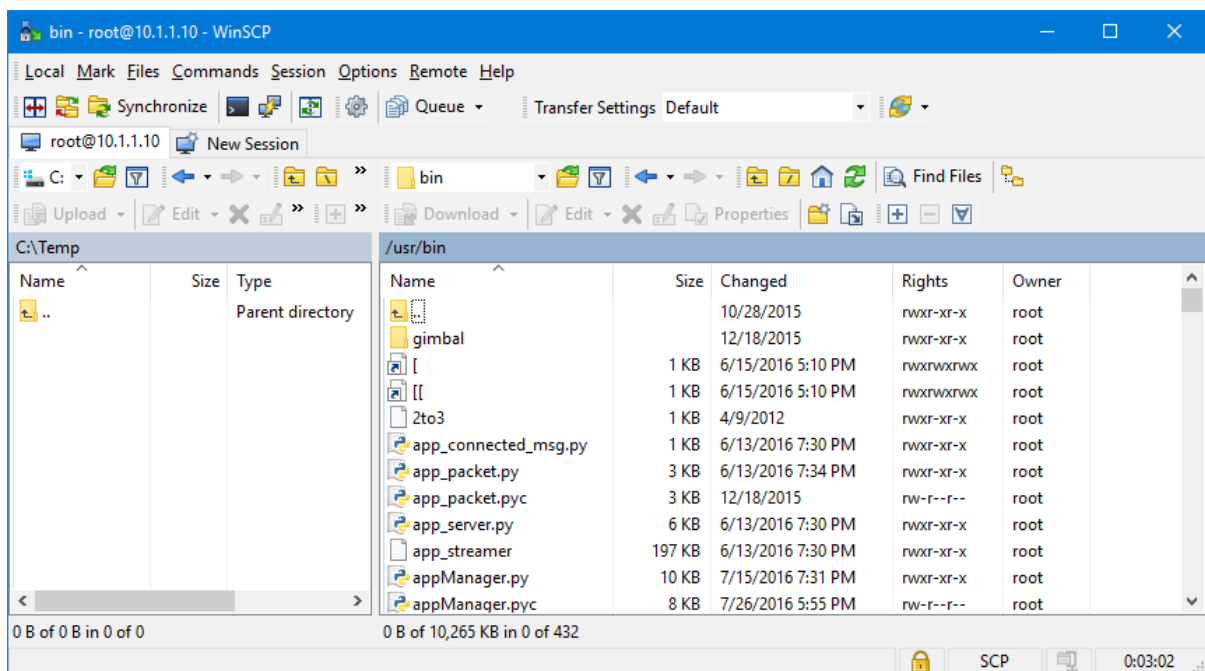 bin - root@10.1.1.10 - WinSCP
Local Mark Files Commands Session Options Remote Help
Synchronize Queue Transfer Settings Default
root@10.1.1.10 New Session
C: » bin Find Files
Upload Edit » » Download Edit Properties
C:\Temp /usr/bin
Name Size Type Name Size Changed Rights Owner
.. Parent directory .. 10/28/2015 rwxr-xr-x root
gimbal 12/18/2015 rwxr-xr-x root
[ 1 KB 6/15/2016 5:10 PM rwxrwxrwx root
[[ 1 KB 6/15/2016 5:10 PM rwxrwxrwx root
2to3 1 KB 4/9/2012 rwxr-xr-x root
app_connected_msg.py 1 KB 6/13/2016 7:30 PM rwxr-xr-x root
app_packet.py 3 KB 6/13/2016 7:34 PM rwxr-xr-x root
app_packet.pyc 3 KB 12/18/2015 rw-r--r-- root
app_server.py 6 KB 6/13/2016 7:30 PM rwxr-xr-x root
app_streamer 197 KB 6/13/2016 7:30 PM rwxr-xr-x root
appManager.py 10 KB 7/15/2016 7:31 PM rwxr-xr-x root
appManager.pyc 8 KB 7/26/2016 5:55 PM rw-r--r-- root
0 B of 0 B in 0 of 0 0 B of 10,265 KB in 0 of 432
SCP 0:03:02